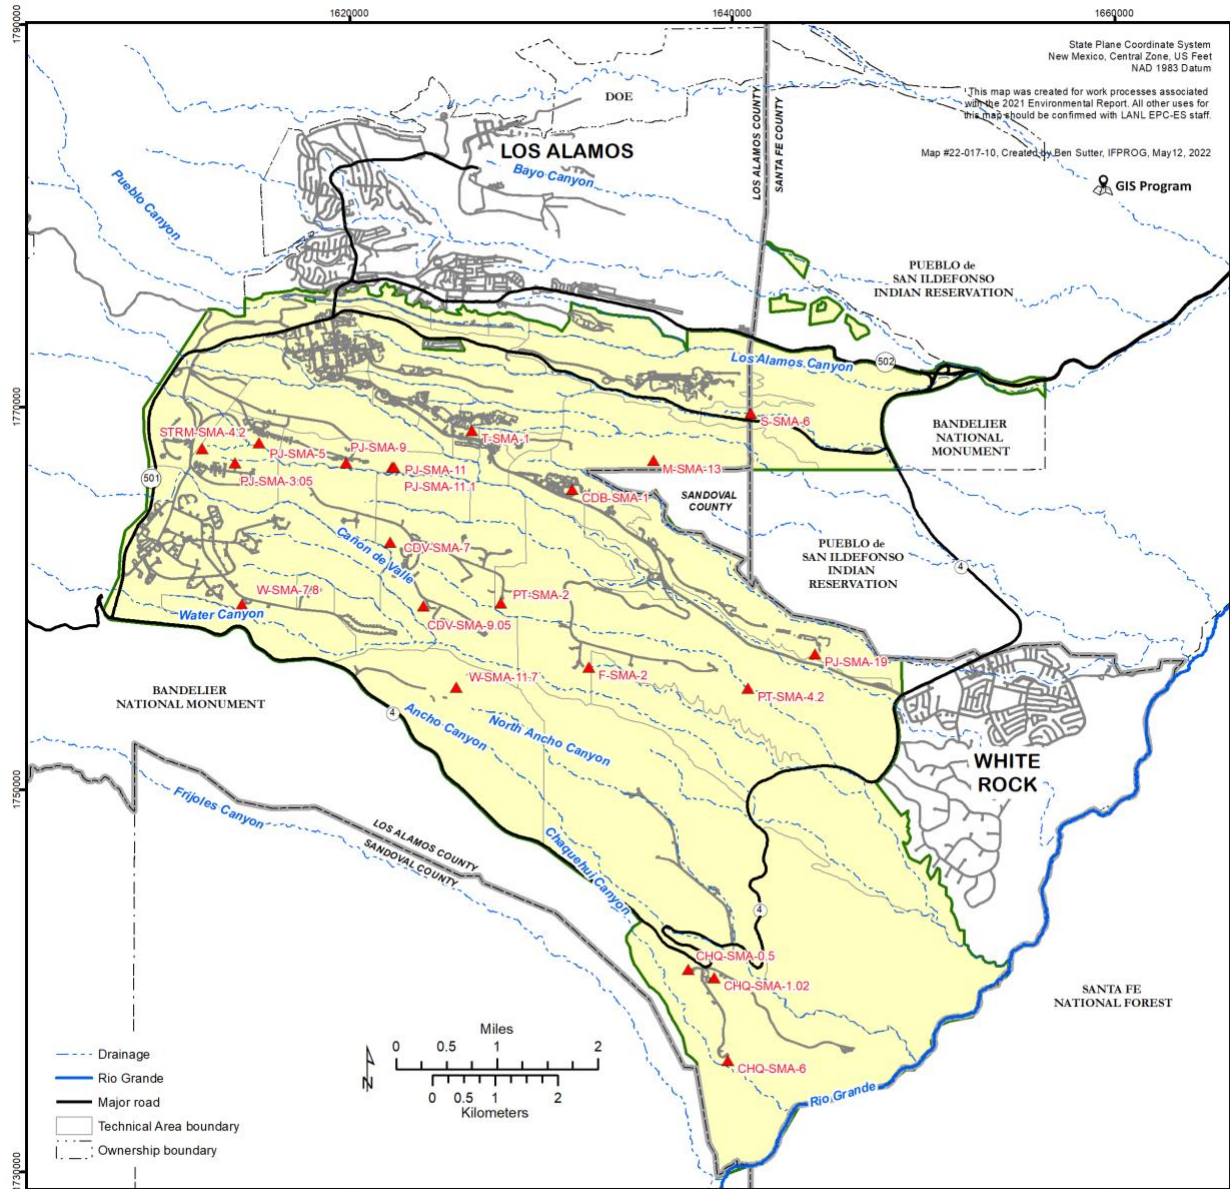 1620000
1640000
1660000
1790000
State Plane Coordinate System
New Mexico, Central Zone, US Feet
NAD 1983 Datum
This map was created for work processes associated
with the 2021 Environmental Report. All other uses for
this map should be confirmed with LANL EPC-ES staff.
Map #22-017-10, Created by Ben Sutter, IFPROG, May12, 2022
GIS Program
DOE
LOS ALAMOS
Bayo Canyon
Pueblo Canyon
LOS ALAMOS COUNTY
SANTA FE COUNTY
PUEBLO de
SAN ILDEFONSO
INDIAN RESERVATION
Los Alamos Canyon
502
1770000
S-SMA-6
BANDELIER
NATIONAL
MONUMENT
STRM-SMA-4.2
PJ-SMA-5
PJ-SMA-9
T-SMA-1
PJ-SMA-3.05
PJ-SMA-11
PJ-SMA-11.1
M-SMA-13
501
CDB-SMA-1
SANDOVAL
COUNTY
PUEBLO de
SAN ILDEFONSO
INDIAN
RESERVATION
4
CDV-SMA-7
Cañon de Valle
W-SMA-7.8
Water Canyon
PT-SMA-2
CDV-SMA-9.05
PJ-SMA-19
F-SMA-2
W-SMA-11.7
PT-SMA-4.2
BANDELIER
NATIONAL MONUMENT
4
Ancho Canyon
North Ancho Canyon
WHITE
ROCK
1750000
Frijoles Canyon
LOS ALAMOS COUNTY
SANDOVAL COUNTY
Chaquehui Canyon
4
CHQ-SMA-0.5
CHQ-SMA-1.02
SANTA FE
NATIONAL FOREST
CHQ-SMA-6
Rio Grande
Drainage
Rio Grande
Major road
Technical Area boundary
Ownership boundary
N
Miles
0 0.5 1 2
0 0.5 1 2
Kilometers
1730000